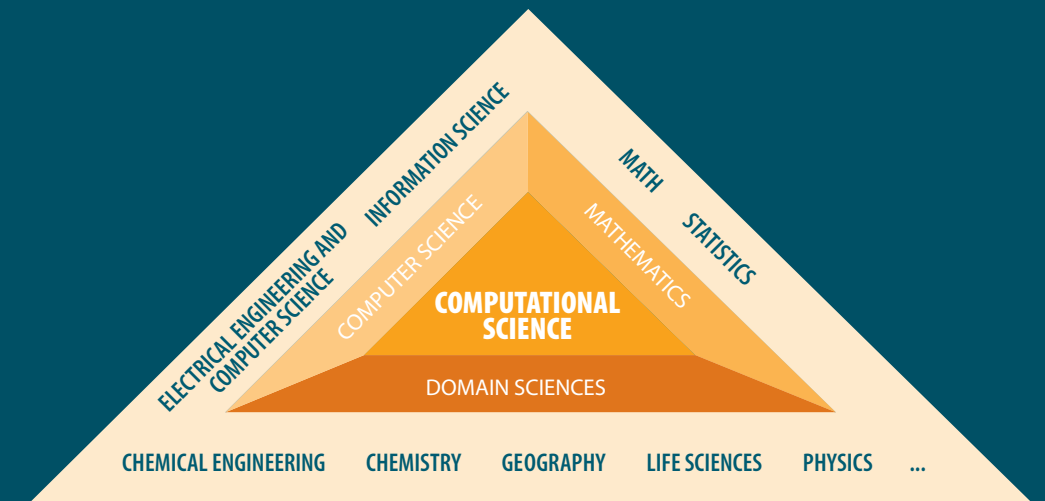 INFORMATION SCIENCE
ELECTRICAL ENGINEERING AND
COMPUTER SCIENCE
MATH
STATISTICS
COMPUTER SCIENCE
MATHEMATICS
COMPUTATIONAL
SCIENCE
DOMAIN SCIENCES
CHEMICAL ENGINEERING CHEMISTRY GEOGRAPHY LIFE SCIENCES PHYSICS ...